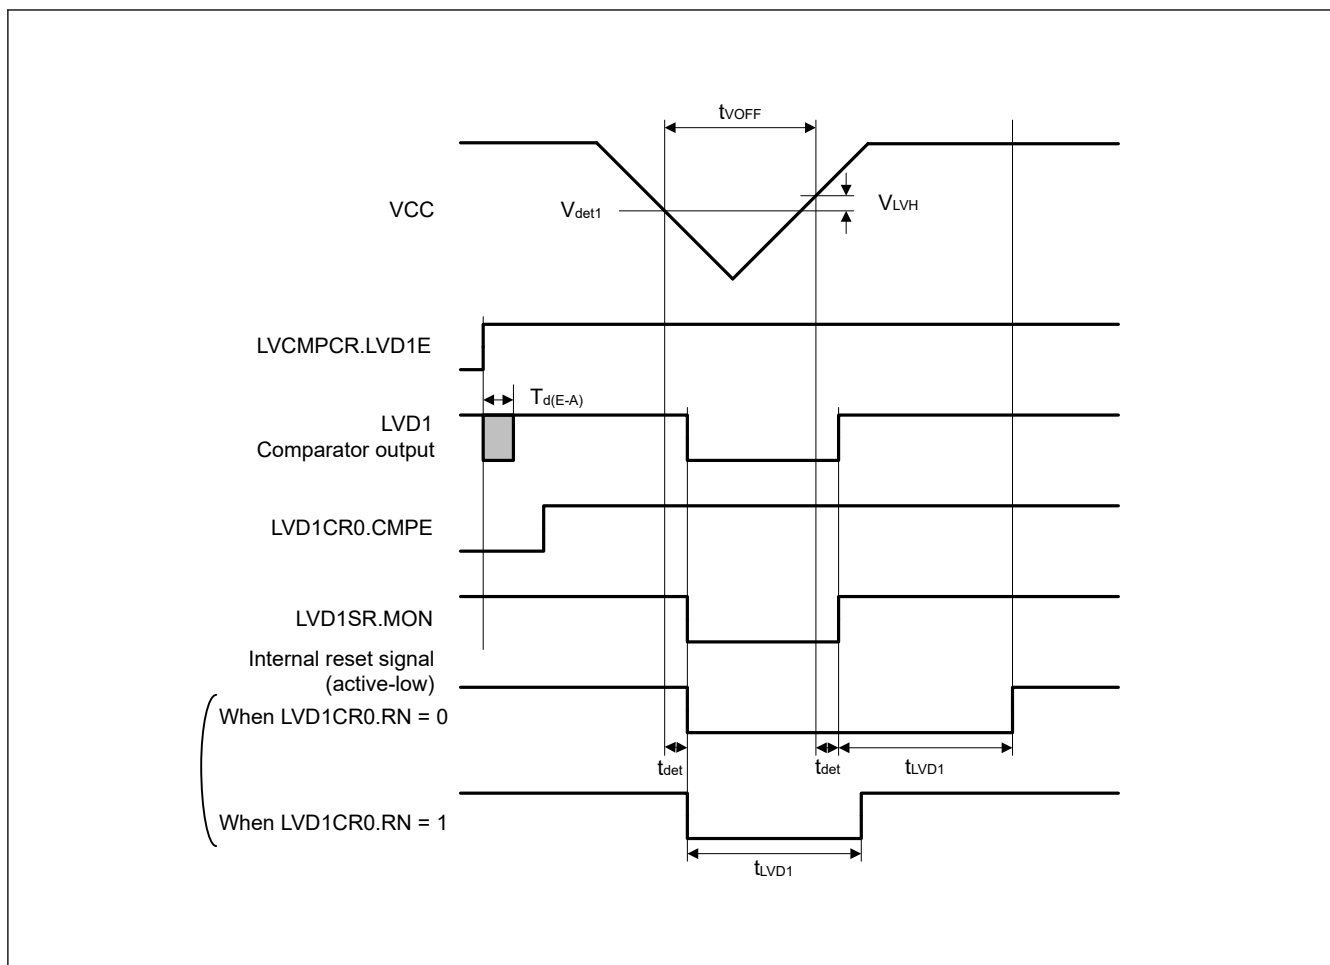 tVOFF
VCC
Vdet1
VLVH
LVCMPCR.LVD1E
Td(E-A)
LVD1
Comparator output
LVD1CR0.CMPE
LVD1SR.MON
Internal reset signal
(active-low)
When LVD1CR0.RN = 0
tdet
tdet
tLVD1
When LVD1CR0.RN = 1
tLVD1